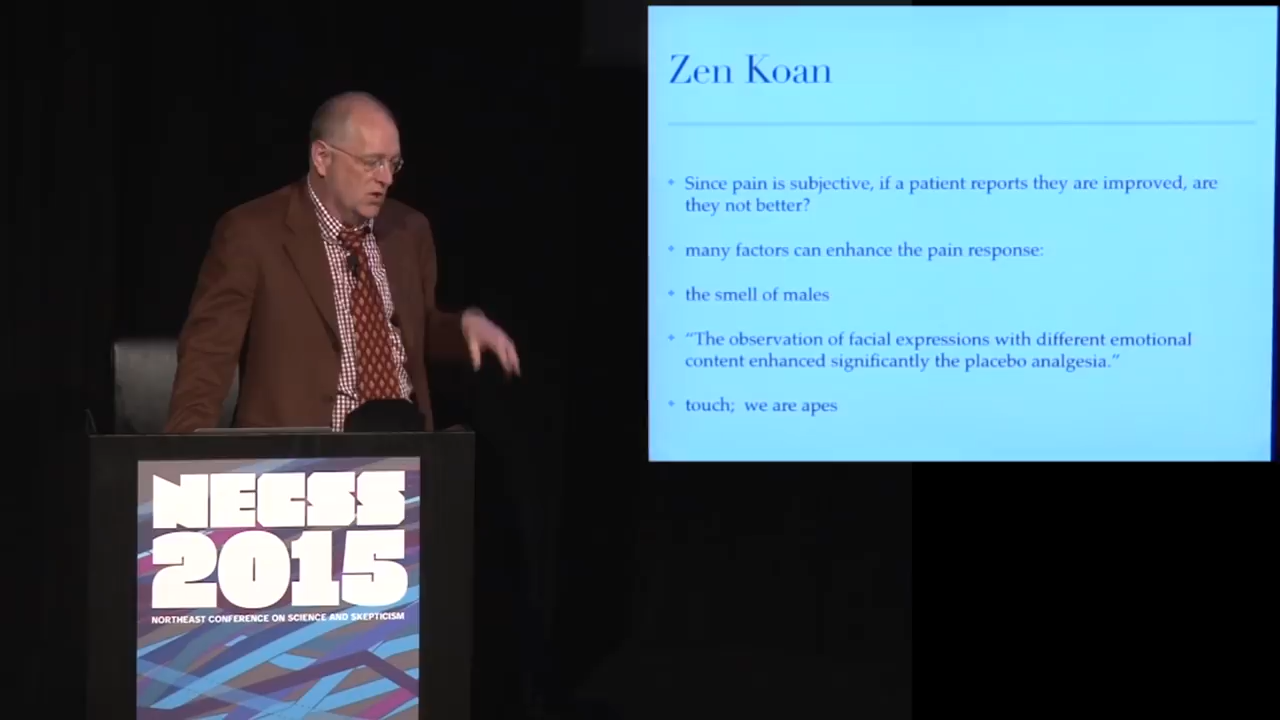 Zen Koan
Since pain is subjective, if a patient reports they are improved, are
they not better?
many factors can enhance the pain response:
the smell of males
“The observation of facial expressions with different emotional
content enhanced significantly the placebo analgesia.”
touch; we are apes
NECSS
2015
NORTHEAST CONFERENCE ON SCIENCE AND SKEPTICISM